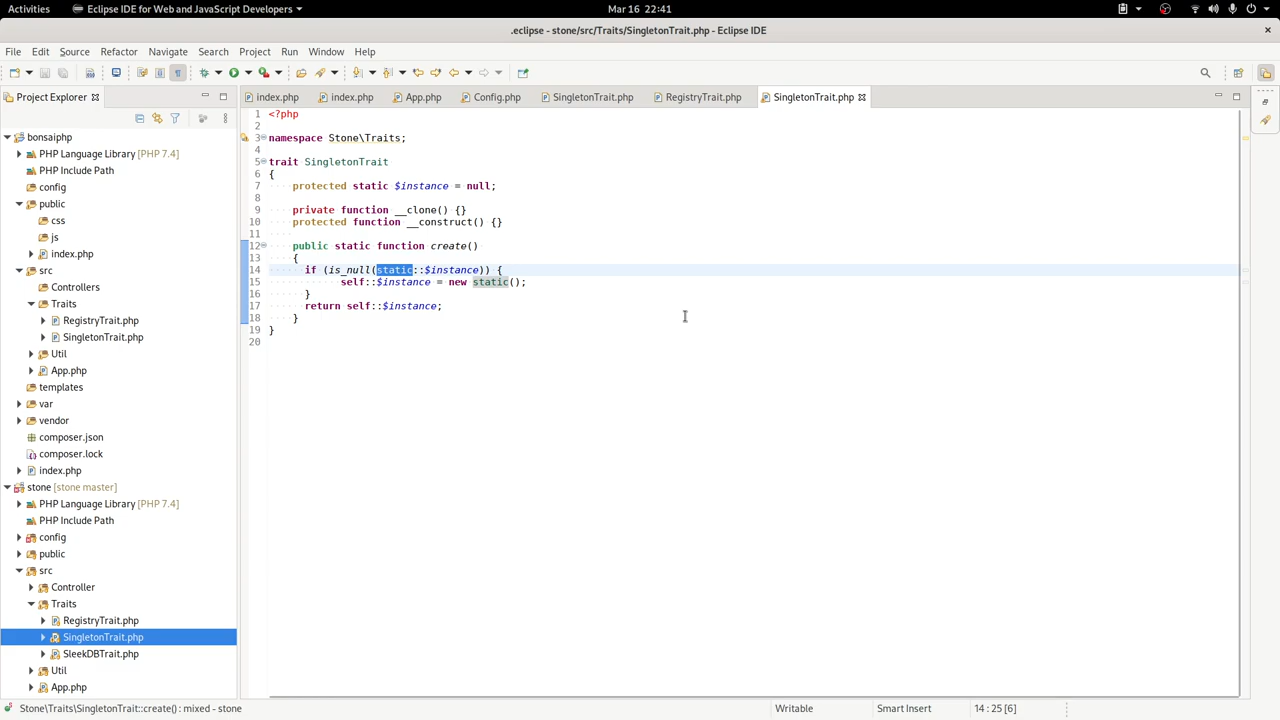 Activities
Eclipse IDE for Web and JavaScript Developers
Mar 16 22:41
.eclipse - stone/src/Traits/SingletonTrait.php - Eclipse IDE
File Edit Source Refactor Navigate Search Project Run Window Help
Project Explorer
bonsaiphp
PHP Language Library [PHP 7.4]
PHP Include Path
config
public
css
js
index.php
src
Controllers
Traits
RegistryTrait.php
SingletonTrait.php
Util
App.php
templates
var
vendor
composer.json
composer.lock
index.php
stone [stone master]
PHP Language Library [PHP 7.4]
PHP Include Path
config
public
src
Controller
Traits
RegistryTrait.php
SingletonTrait.php
SleekDBTrait.php
Util
App.php
index.php index.php App.php Config.php SingletonTrait.php RegistryTrait.php SingletonTrait.php
1 <?php
2
3 namespace Stone\Traits;
4
5 trait SingletonTrait
6 {
7 protected static $instance = null;
8
9 private function __clone() {}
10 protected function __construct() {}
11
12 public static function create()
13 {
14 if (is_null(static::$instance)) {
15 self::$instance = new static();
16 }
17 return self::$instance;
18 }
19 }
20
Stone\Traits\SingletonTrait::create() : mixed - stone
Writable
Smart Insert
14 : 25 [6]